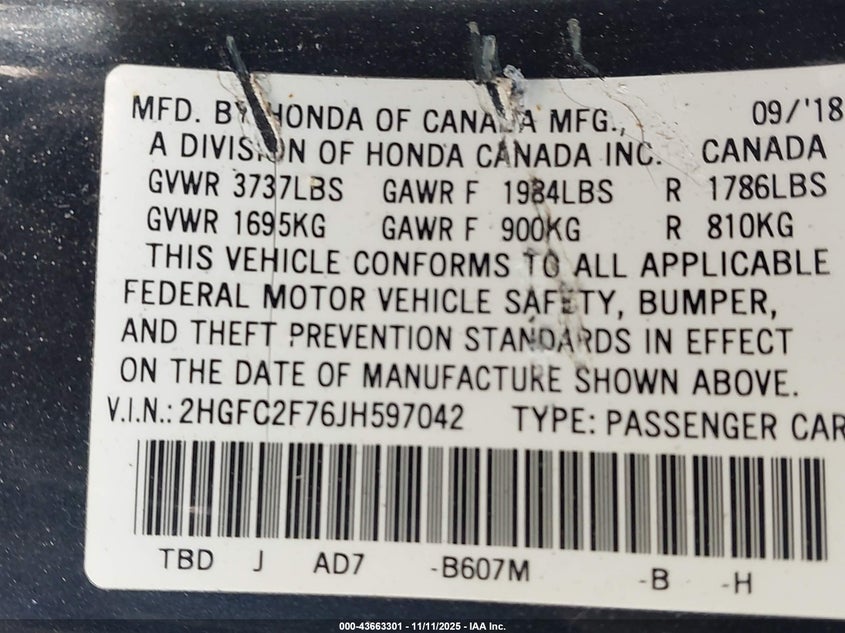 MFD. BY HONDA OF CANADA MFG., 09/'18
A DIVISION OF HONDA CANADA INC. CANADA
GVWR 3737LBS GAWR F 1984LBS R 1786LBS
GVWR 1695KG GAWR F 900KG R 810KG
THIS VEHICLE CONFORMS TO ALL APPLICABLE
FEDERAL MOTOR VEHICLE SAFETY, BUMPER,
AND THEFT PREVENTION STANDARDS IN EFFECT
ON THE DATE OF MANUFACTURE SHOWN ABOVE.
V.I.N.: 2HGFC2F76JH597042 TYPE: PASSENGER CAR
TBD J AD7 -B607M -B -H
000-43663301 - 11/11/2025 - IAA Inc.